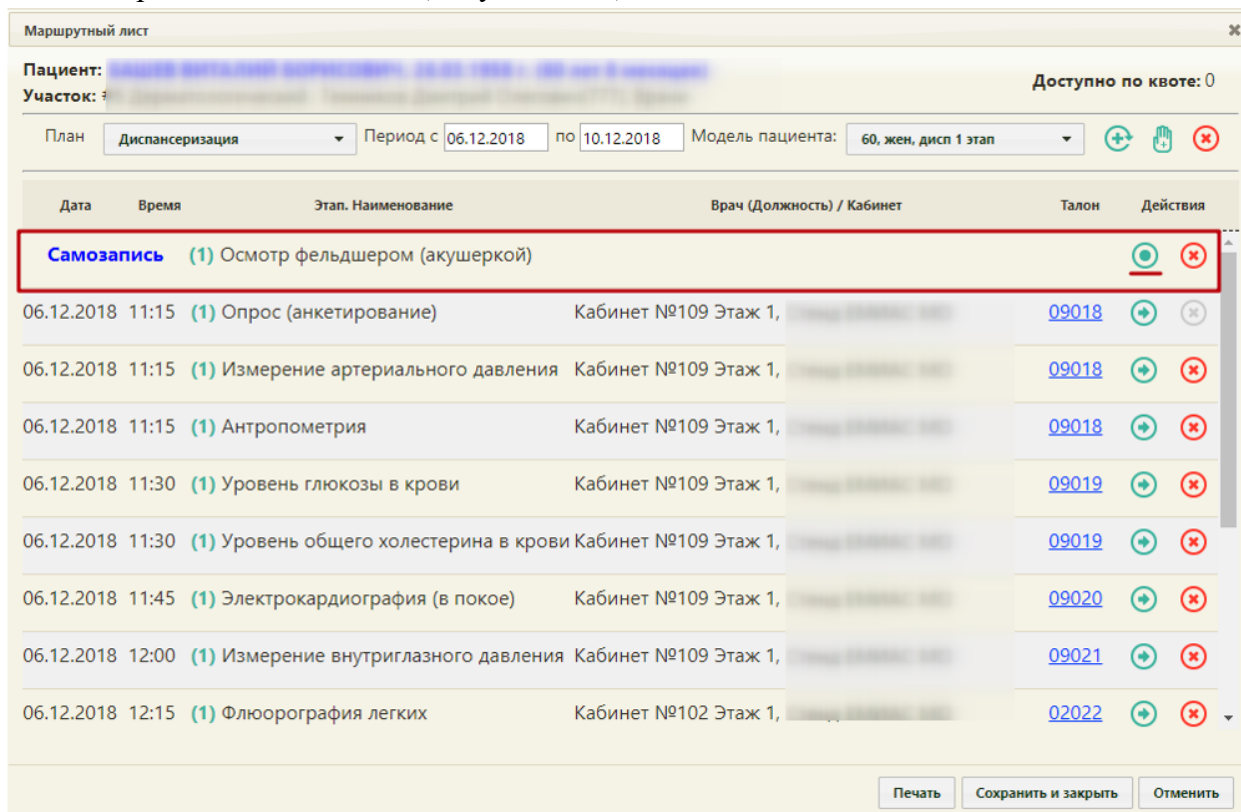 Маршрутный лист
Пациент:
Участок:
Доступно по квоте: 0
План Диспансеризация Период с 06.12.2018 по 10.12.2018 Модель пациента: 60, жен, дисп 1 этап
Дата Время Этап. Наименование Врач (Должность) / Кабинет Талон Действия
Самозапись (1) Осмотр фельдшером (акушеркой)
06.12.2018 11:15 (1) Опрос (анкетирование) Кабинет №109 Этаж 1, 09018
06.12.2018 11:15 (1) Измерение артериального давления Кабинет №109 Этаж 1, 09018
06.12.2018 11:15 (1) Антропометрия Кабинет №109 Этаж 1, 09018
06.12.2018 11:30 (1) Уровень глюкозы в крови Кабинет №109 Этаж 1, 09019
06.12.2018 11:30 (1) Уровень общего холестерина в крови Кабинет №109 Этаж 1, 09019
06.12.2018 11:45 (1) Электрокардиография (в покое) Кабинет №109 Этаж 1, 09020
06.12.2018 12:00 (1) Измерение внутриглазного давления Кабинет №109 Этаж 1, 09021
06.12.2018 12:15 (1) Флюорография легких Кабинет №102 Этаж 1, 02022
Печать Сохранить и закрыть Отменить